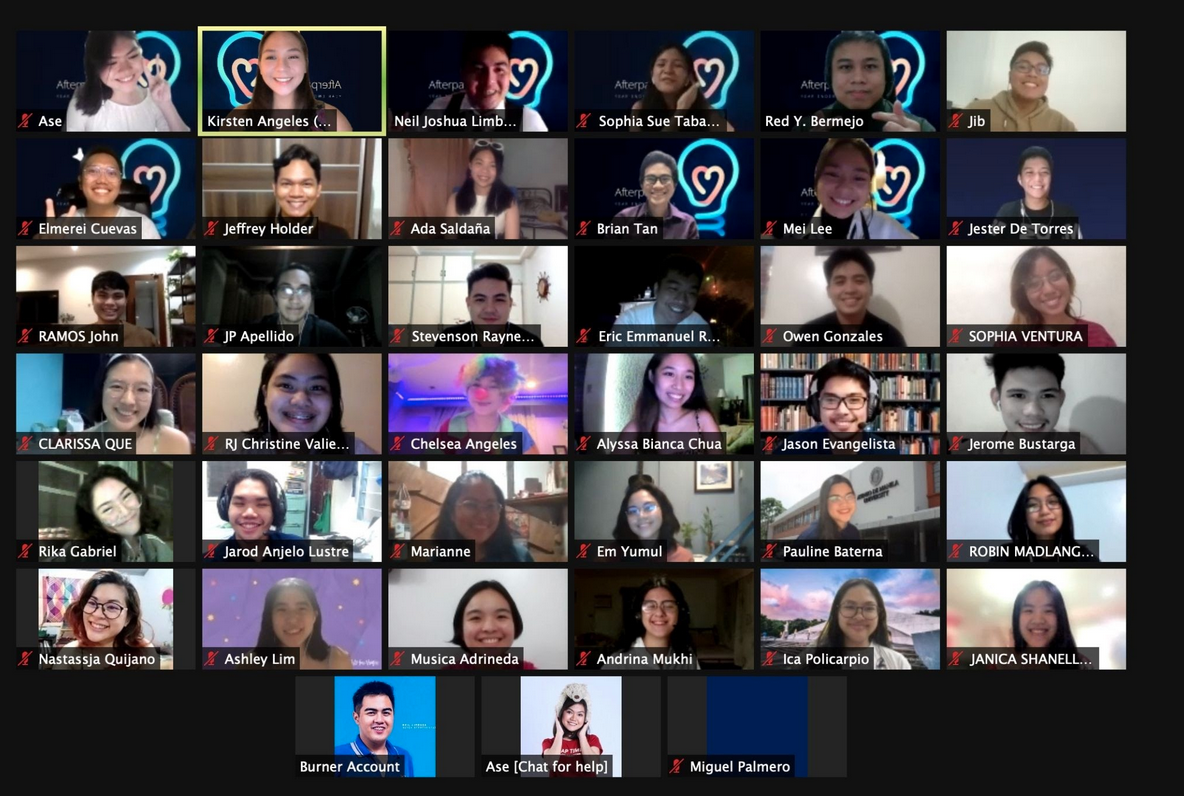 Ase
Kirsten Angeles (...
Afterpa
Neil Joshua Limb...
Afterpa
Sophia Sue Taba...
Afterpa
Red Y. Bermejo
Jib
Elmerei Cuevas
Jeffrey Holder
Ada Saldaña
Brian Tan
Afterp
Mei Lee
Jester De Torres
RAMOS John
JP Apellido
Stevenson Rayne...
Eric Emmanuel R...
Owen Gonzales
SOPHIA VENTURA
CLARISSA QUE
RJ Christine Valie...
Chelsea Angeles
Alyssa Bianca Chua
Jason Evangelista
Jerome Bustarga
Rika Gabriel
Jarod Anjelo Lustre
Marianne
Em Yumul
Pauline Baterna
ROBIN MADLANG...
Nastassja Quijano
Ashley Lim
Musica Adrineda
Andrina Mukhi
Ica Policarpio
JANICA SHANELL...
Burner Account
Ase [Chat for help]
Miguel Palmero